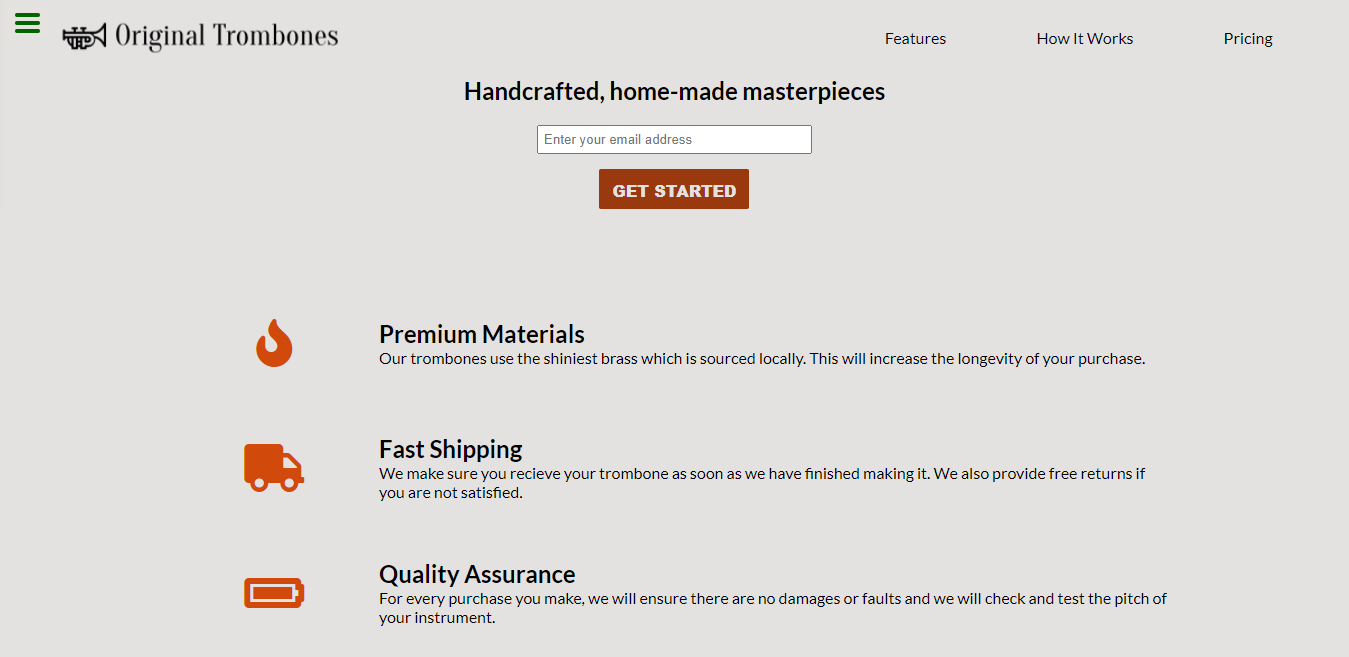 Original Trombones
Features
How It Works
Pricing
Handcrafted, home-made masterpieces
Enter your email address
GET STARTED
Premium Materials
Our trombones use the shiniest brass which is sourced locally. This will increase the longevity of your purchase.
Fast Shipping
We make sure you recieve your trombone as soon as we have finished making it. We also provide free returns if
you are not satisfied.
Quality Assurance
For every purchase you make, we will ensure there are no damages or faults and we will check and test the pitch of
your instrument.